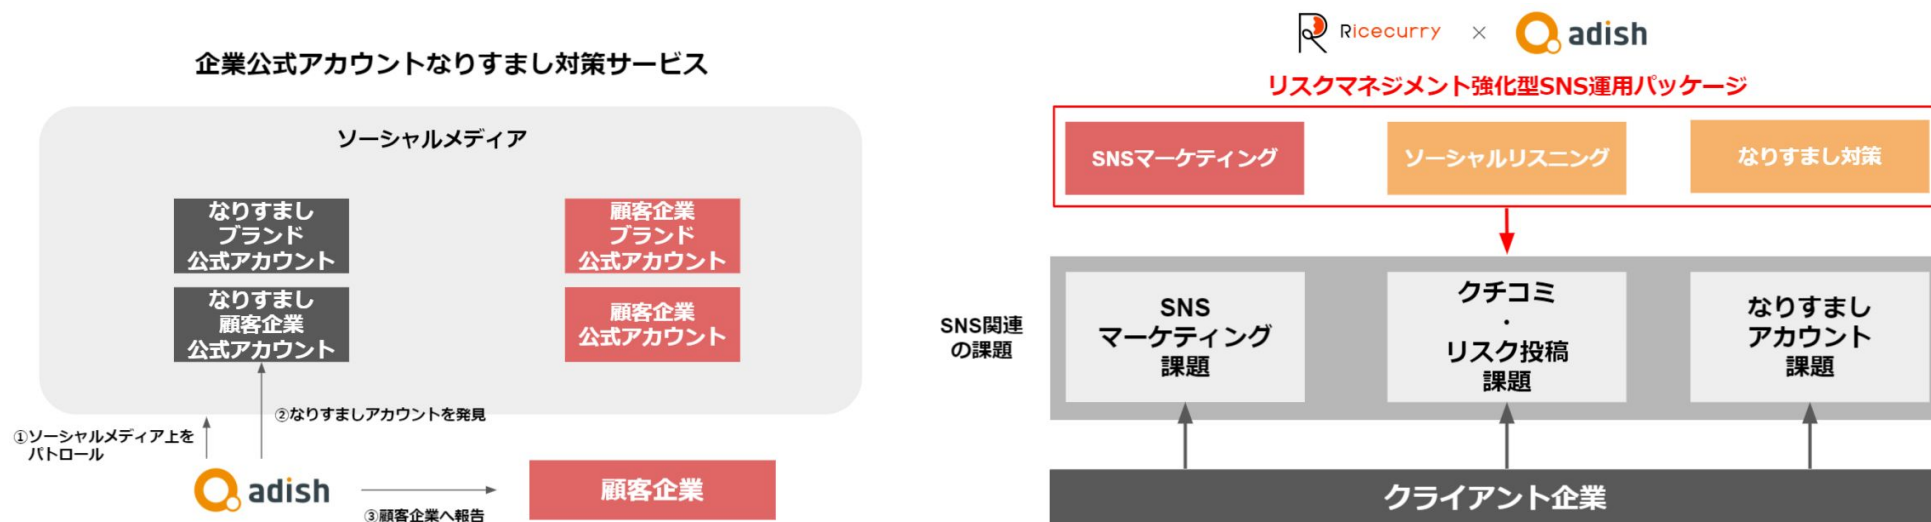 企業公式アカウントなりすまし対策サービス
ソーシャルメディア
なりすまし
ブランド
公式アカウント
顧客企業
ブランド
公式アカウント
なりすまし
顧客企業
公式アカウント
顧客企業
公式アカウント
②なりすましアカウントを発見
①ソーシャルメディア上を
パトロール
adish
③顧客企業へ報告
顧客企業
Ricecurry × adish
リスクマネジメント強化型SNS運用パッケージ
SNSマーケティング
ソーシャルリスニング
なりすまし対策
SNS関連
の課題
SNS
マーケティング
課題
クチコミ
・
リスク投稿
課題
なりすまし
アカウント
課題
クライアント企業